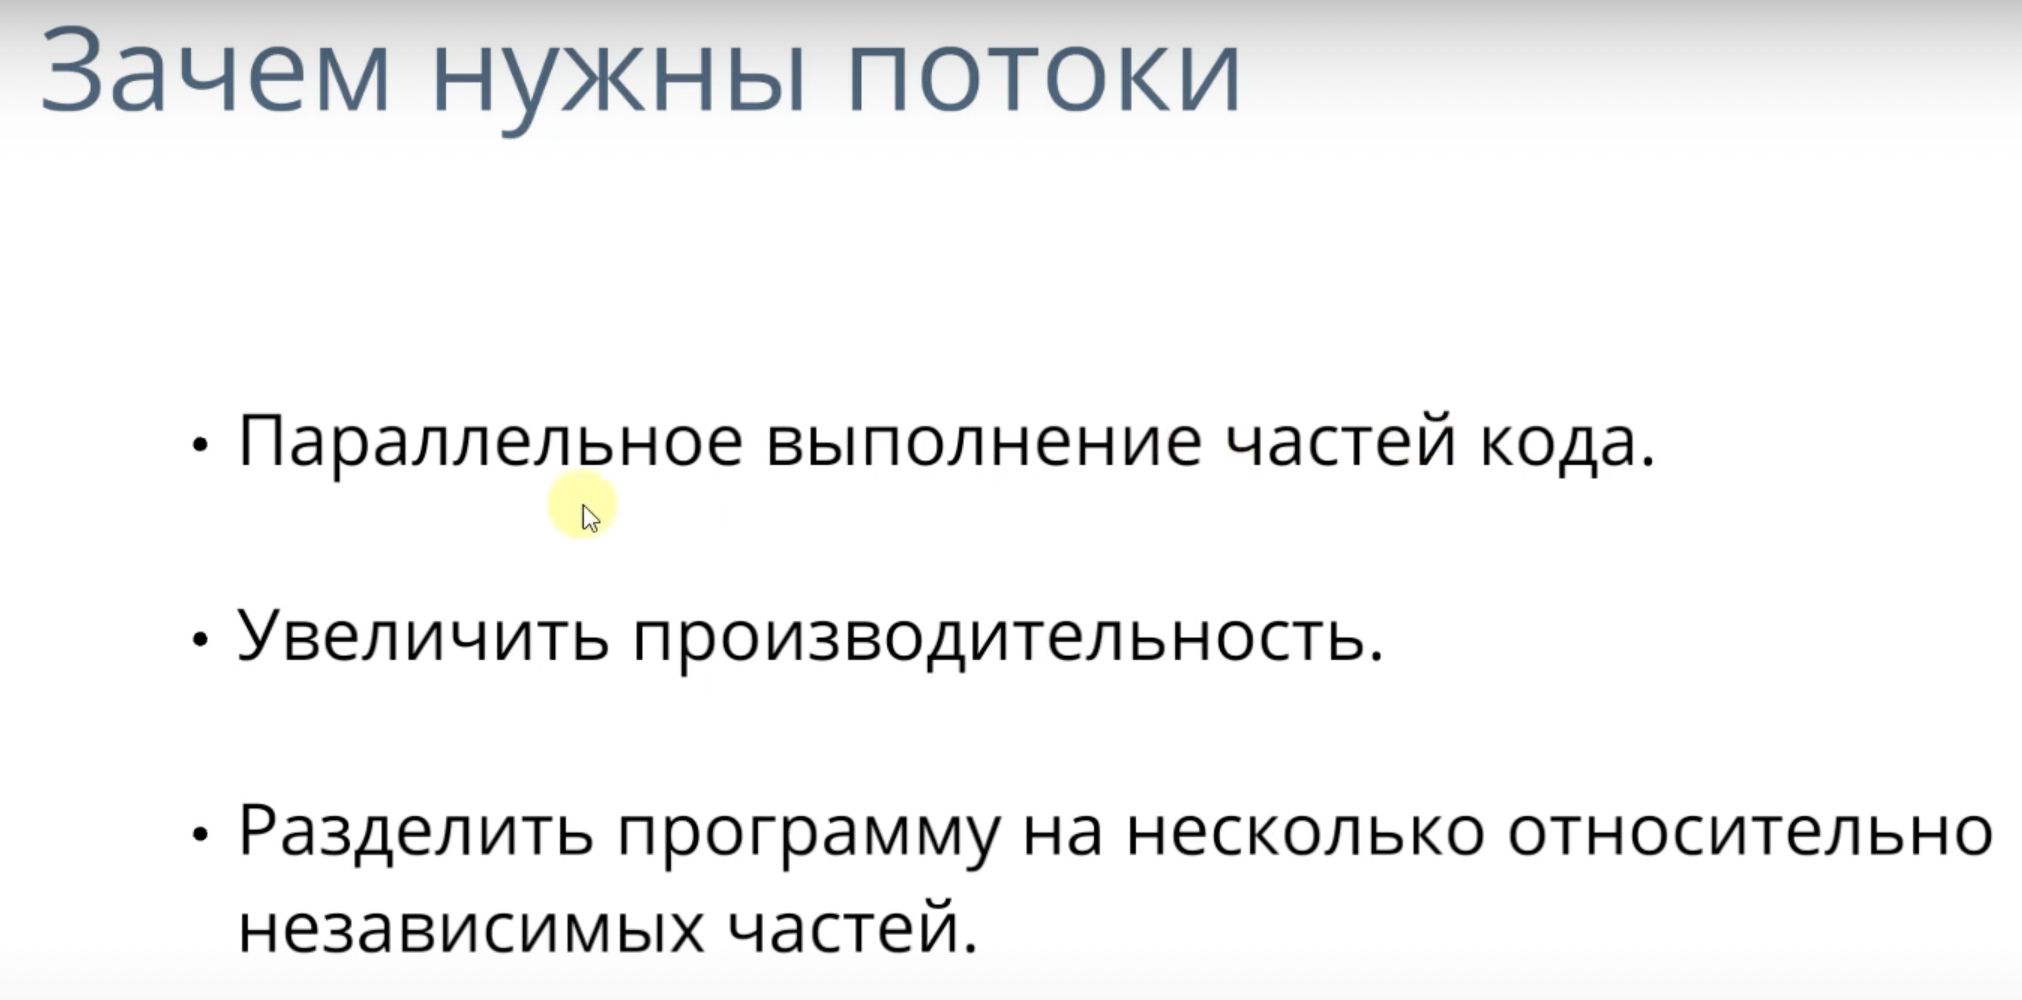 Зачем нужны потоки
• Параллельное выполнение частей кода.
• Увеличить производительность.
• Разделить программу на несколько относительно
независимых частей.